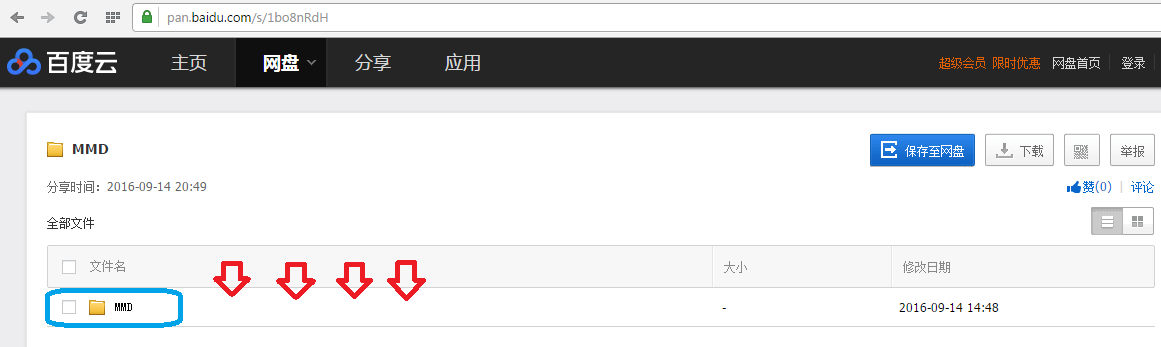 pan.baidu.com/s/1bo8nRdH
百度云 主页 网盘 分享 应用 超级会员 限时优惠 网盘首页 登录
MMD 保存至网盘 下载 举报
分享时间：2016-09-14 20:49 赞(0) 评论
全部文件
文件名 大小 修改日期
MMD - 2016-09-14 14:48